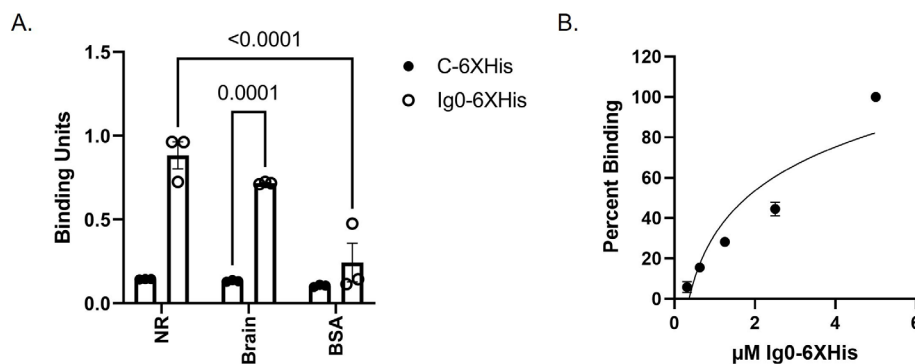 A.
<0.0001
0.0001
C-6XHis
Ig0-6XHis
Binding Units
1.5
1.0
0.5
0.0
NR
Brain
BSA
B.
Percent Binding
120
100
80
60
40
20
0
0
2
4
6
µM Ig0-6XHis